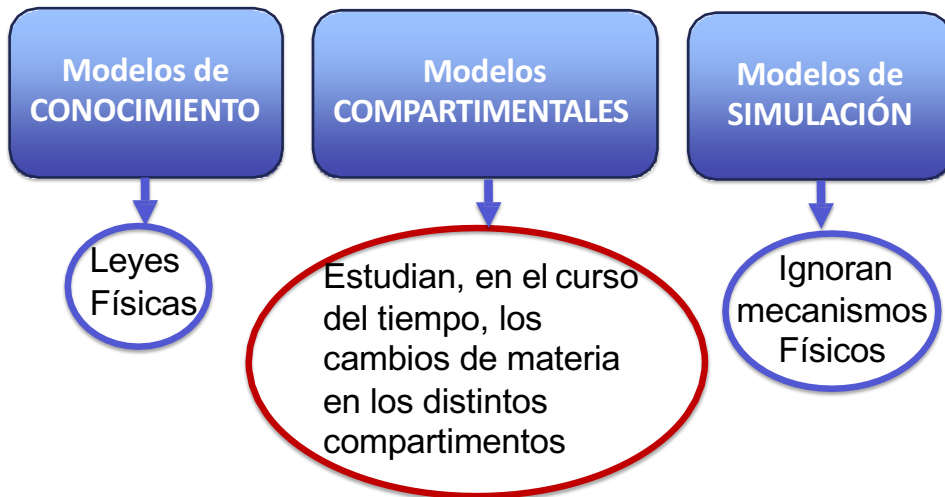 Modelos de
CONOCIMIENTO
Modelos
COMPARTIMENTALES
Modelos de
SIMULACIÓN
Leyes
Físicas
Estudian, en el curso
del tiempo, los
cambios de materia
en los distintos
compartimentos
Ignoran
mecanismos
Físicos